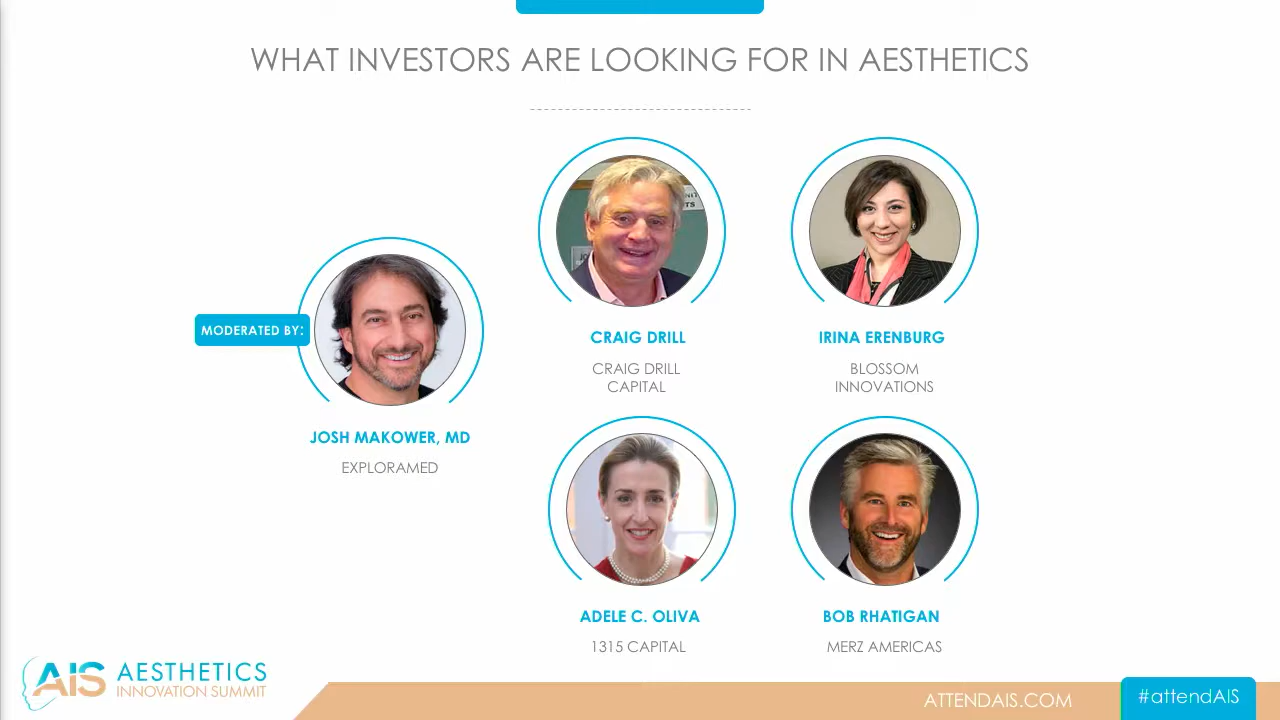 WHAT INVESTORS ARE LOOKING FOR IN AESTHETICS
MODERATED BY:
JOSH MAKOWER, MD
EXPLORAMED
CRAIG DRILL
CRAIG DRILL
CAPITAL
IRINA ERENBURG
BLOSSOM
INNOVATIONS
ADELE C. OLIVA
1315 CAPITAL
BOB RHATIGAN
MERZ AMERICAS
AIS AESTHETICS
INNOVATION SUMMIT
ATTENDAIS.COM
#attendAIS